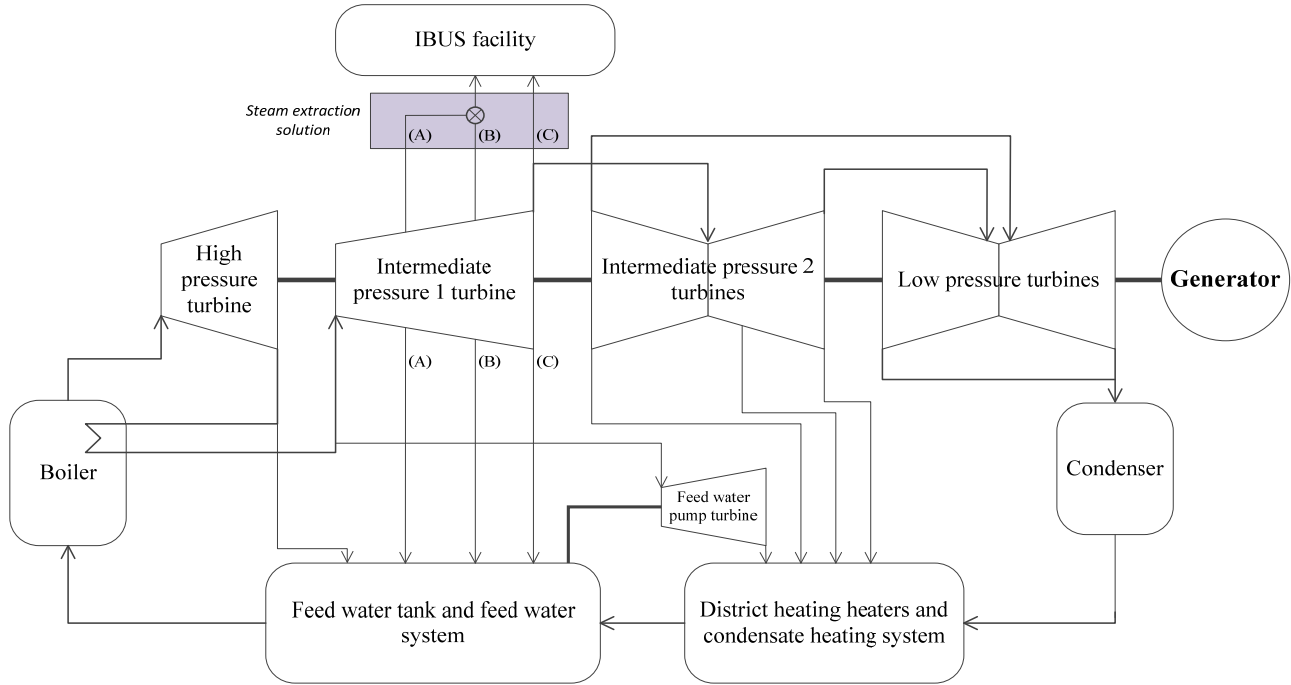 IBUS facility
Steam extraction
solution
(A)
(B)
(C)
High
pressure
turbine
Intermediate
pressure 1 turbine
Intermediate pressure 2
turbines
Low pressure turbines
Generator
(A)
(B)
(C)
Boiler
Feed water
pump turbine
Condenser
Feed water tank and feed water
system
District heating heaters and
condensate heating system